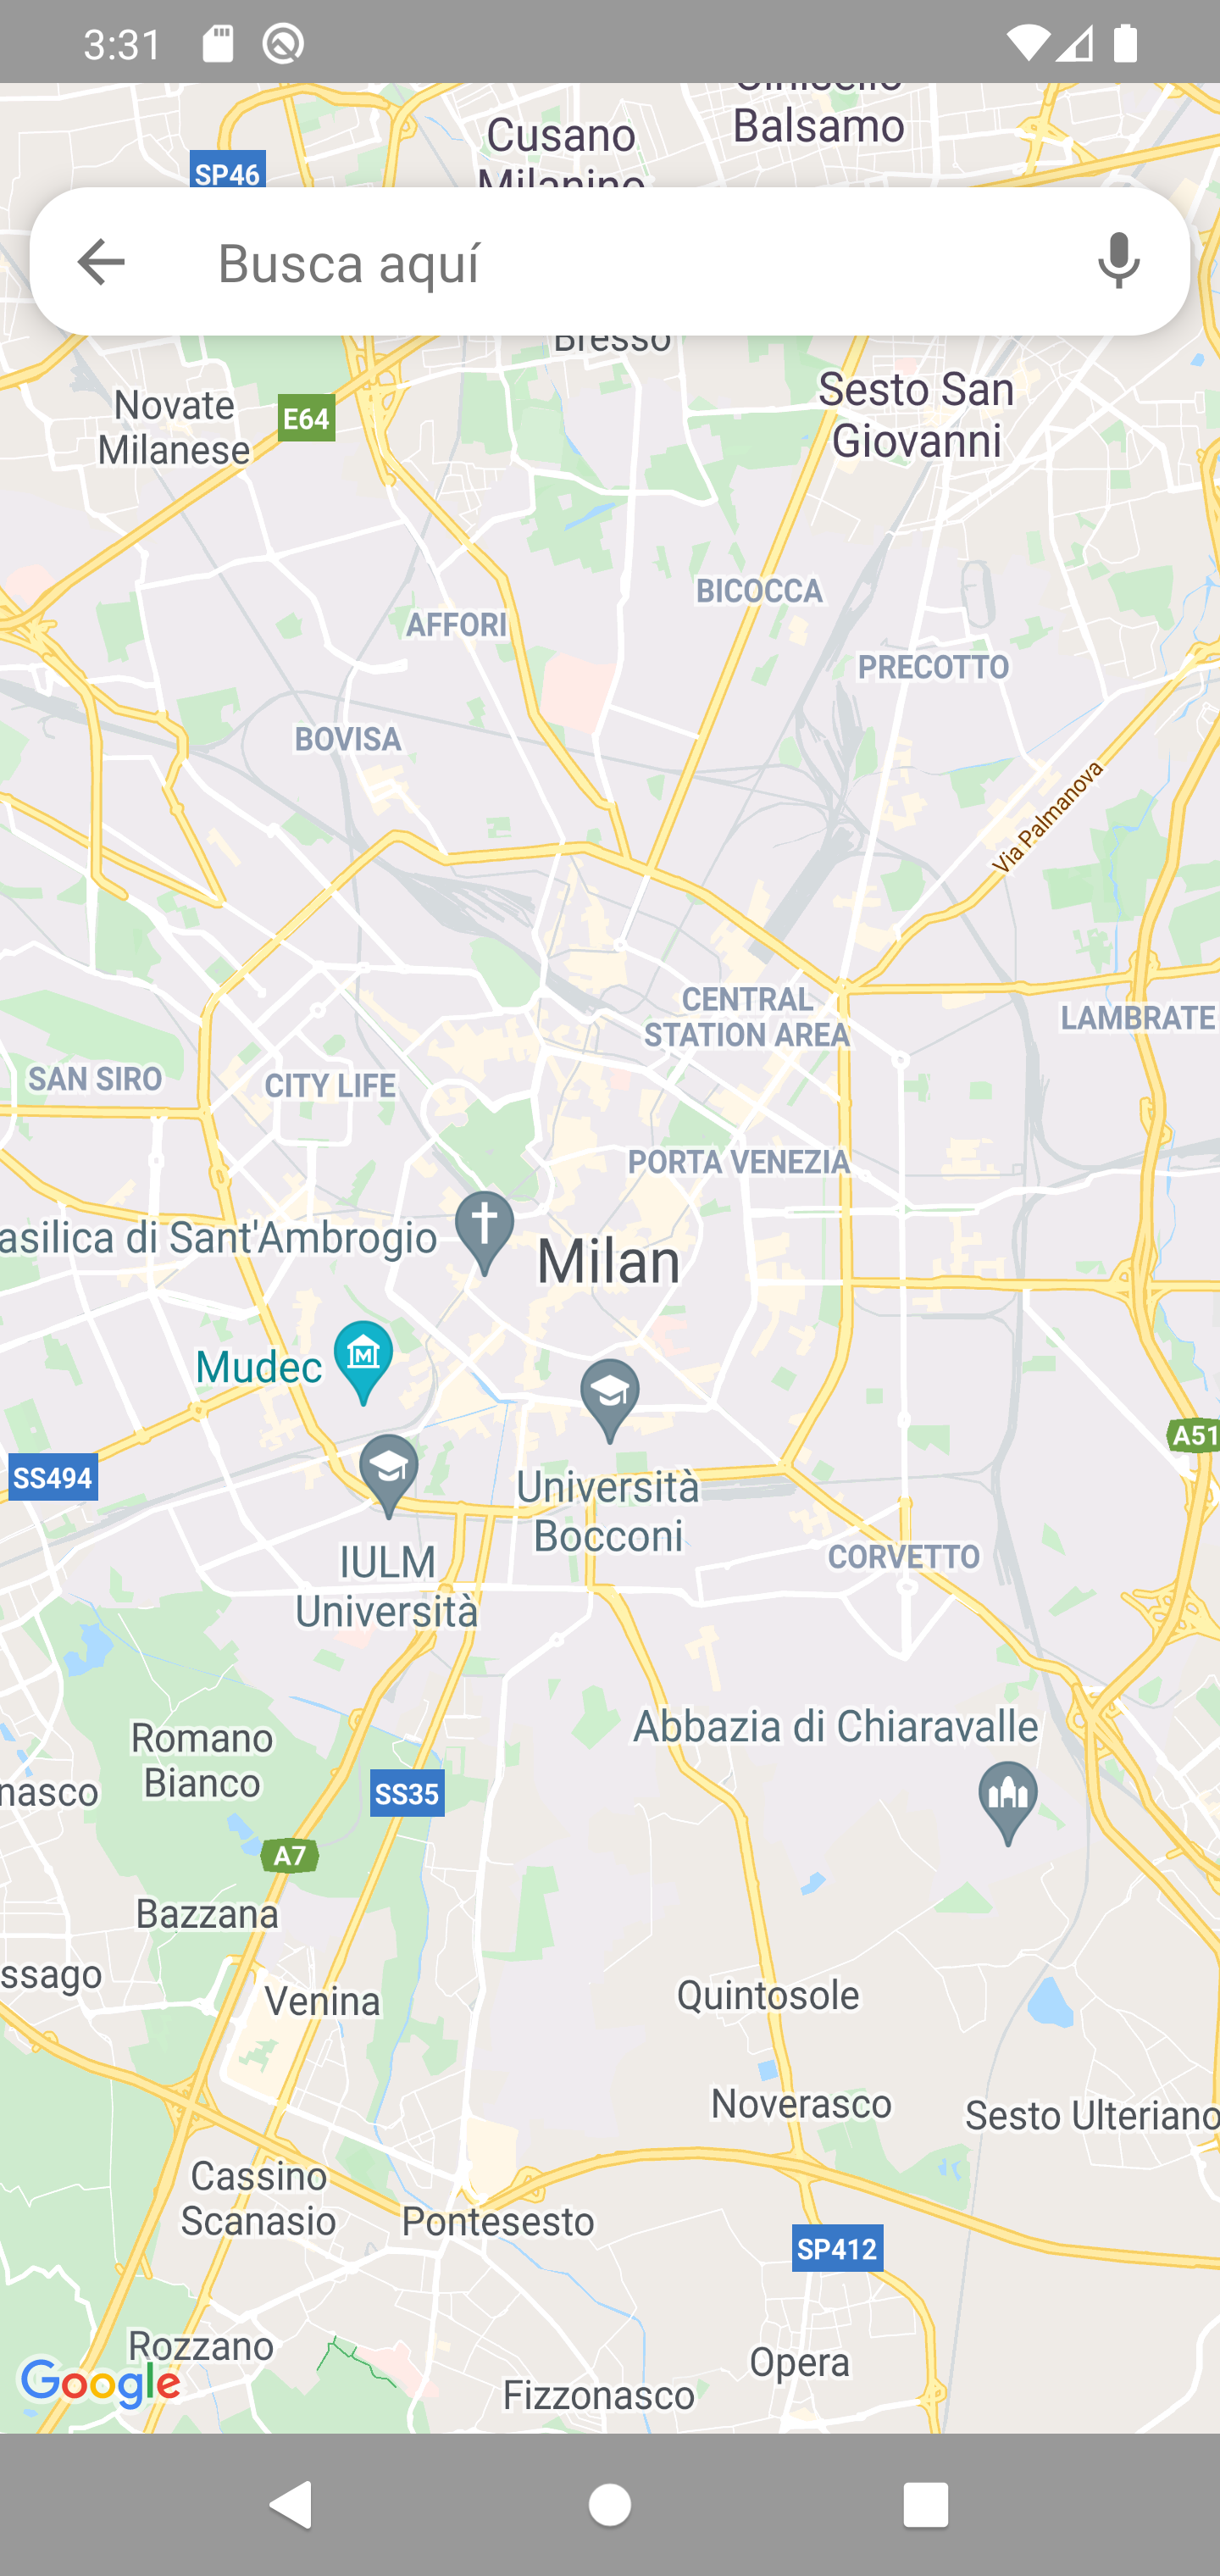 3:31
Balsamo
Cusano
Milanino
SP46
Busca aquí
Bresso
Sesto San
Giovanni
Novate
Milanese
E64
BICOCCA
AFFORI
PRECOTTO
BOVISA
Via Palmanova
CENTRAL
STATION AREA
LAMBRATE
SAN SIRO
CITY LIFE
PORTA VENEZIA
asilica di Sant'Ambrogio
Milan
Mudec
A51
SS494
Università
Bocconi
IULM
Università
CORVETTO
Abbazia di Chiaravalle
Romano
Bianco
nasco
SS35
A7
Bazzana
ssago
Venina
Quintosole
Noverasco
Sesto Ulteriano
Cassino
Scanasio
Pontesesto
SP412
Rozzano
Google
Opera
Fizzonasco